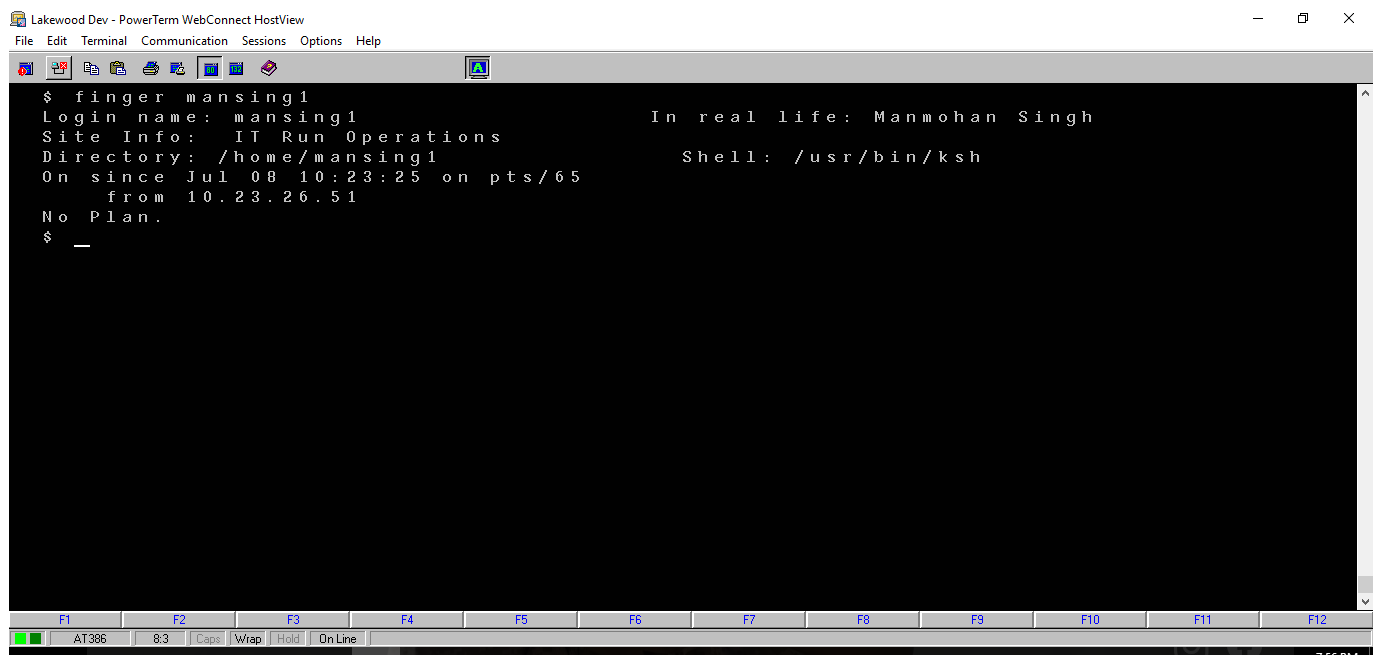 Lakewood Dev - PowerTerm WebConnect HostView
File Edit Terminal Communication Sessions Options Help
80 132 A
$ finger mansing1
Login name: mansing1 In real life: Manmohan Singh
Site Info: IT Run Operations
Directory: /home/mansing1 Shell: /usr/bin/ksh
On since Jul 08 10:23:25 on pts/65
from 10.23.26.51
No Plan.
$ _
F1 F2 F3 F4 F5 F6 F7 F8 F9 F10 F11 F12
AT386 8:3 Caps Wrap Hold On Line